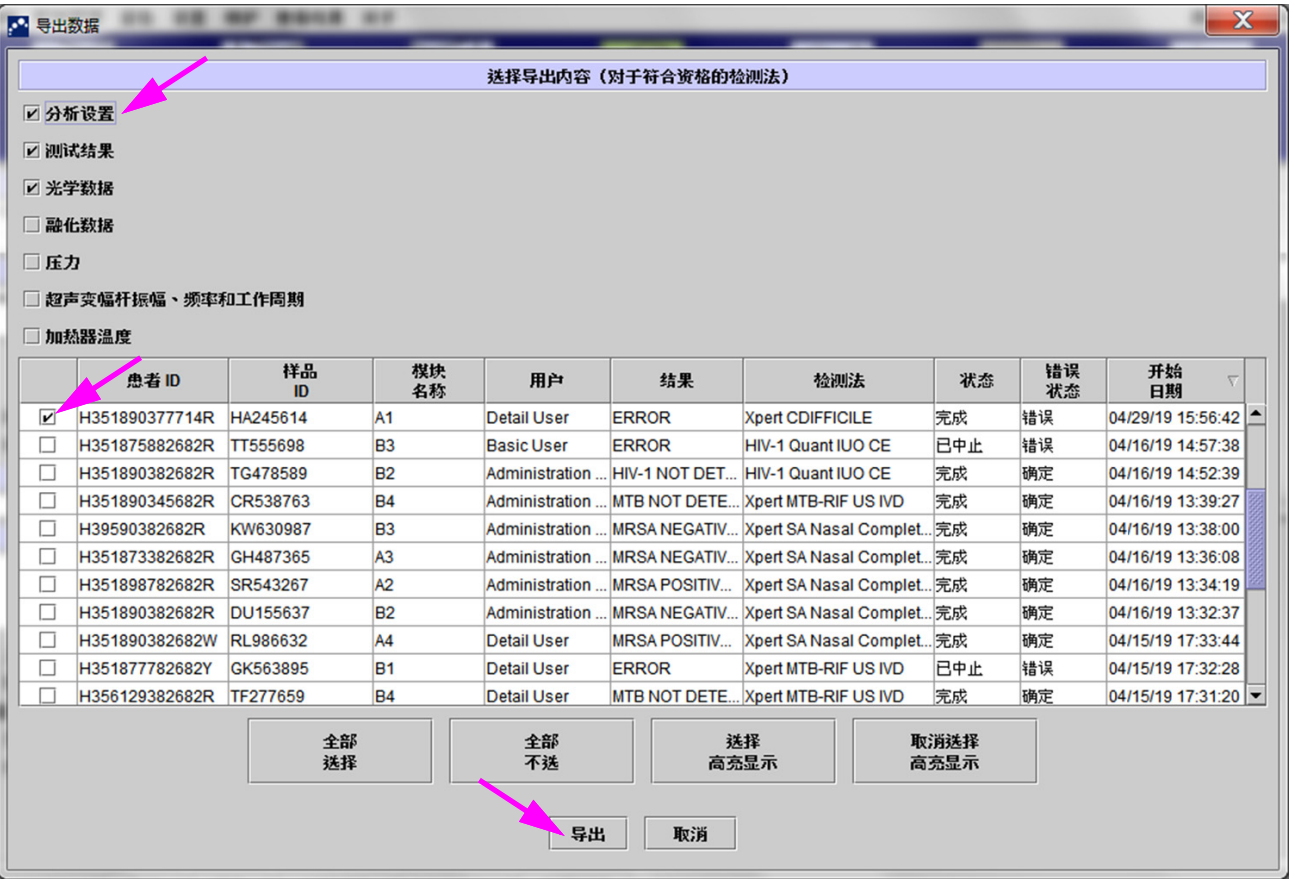 导出数据
选择导出内容（对于符合资格的检测法）
分析设置
测试结果
光学数据
融化数据
压力
超声变幅杆振幅、频率和工作周期
加热器温度
患者 ID 样品 ID 模块名称 用户 结果 检测法 状态 错误状态 开始日期
H351890377714R HA245614 A1 Detail User ERROR Xpert CDIFFICILE 完成 错误 04/29/19 15:56:42
H351875882682R TT555698 B3 Basic User ERROR HIV-1 Quant IUO CE 已中止 错误 04/16/19 14:57:38
H351890382682R TG478589 B2 Administration ... HIV-1 NOT DET... HIV-1 Quant IUO CE 完成 确定 04/16/19 14:52:39
H351890345682R CR538763 B4 Administration ... MTB NOT DETE... Xpert MTB-RIF US IVD 完成 确定 04/16/19 13:39:27
H39590382682R KW630987 B3 Administration ... MRSA NEGATIV... Xpert SA Nasal Complet... 完成 确定 04/16/19 13:38:00
H351873382682R GH487365 A3 Administration ... MRSA NEGATIV... Xpert SA Nasal Complet... 完成 确定 04/16/19 13:36:08
H351898782682R SR543267 A2 Administration ... MRSA POSITIV... Xpert SA Nasal Complet... 完成 确定 04/16/19 13:34:19
H351890382682R DU155637 B2 Administration ... MRSA NEGATIV... Xpert SA Nasal Complet... 完成 确定 04/16/19 13:32:37
H351890382682W RL986632 A4 Detail User MRSA POSITIV... Xpert SA Nasal Complet... 完成 确定 04/15/19 17:33:44
H351877782682Y GK563895 B1 Detail User ERROR Xpert MTB-RIF US IVD 已中止 错误 04/15/19 17:32:28
H356129382682R TF277659 B4 Detail User MTB NOT DETE... Xpert MTB-RIF US IVD 完成 确定 04/15/19 17:31:20
全部 全部 选择 取消选择
选择 不选 高亮显示 高亮显示
导出 取消